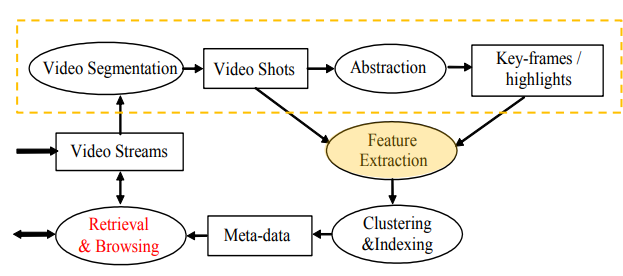 Video Segmentation
Video Shots
Abstraction
Key-frames /
highlights
Feature
Extraction
Video Streams
Retrieval
& Browsing
Meta-data
Clustering
&Indexing